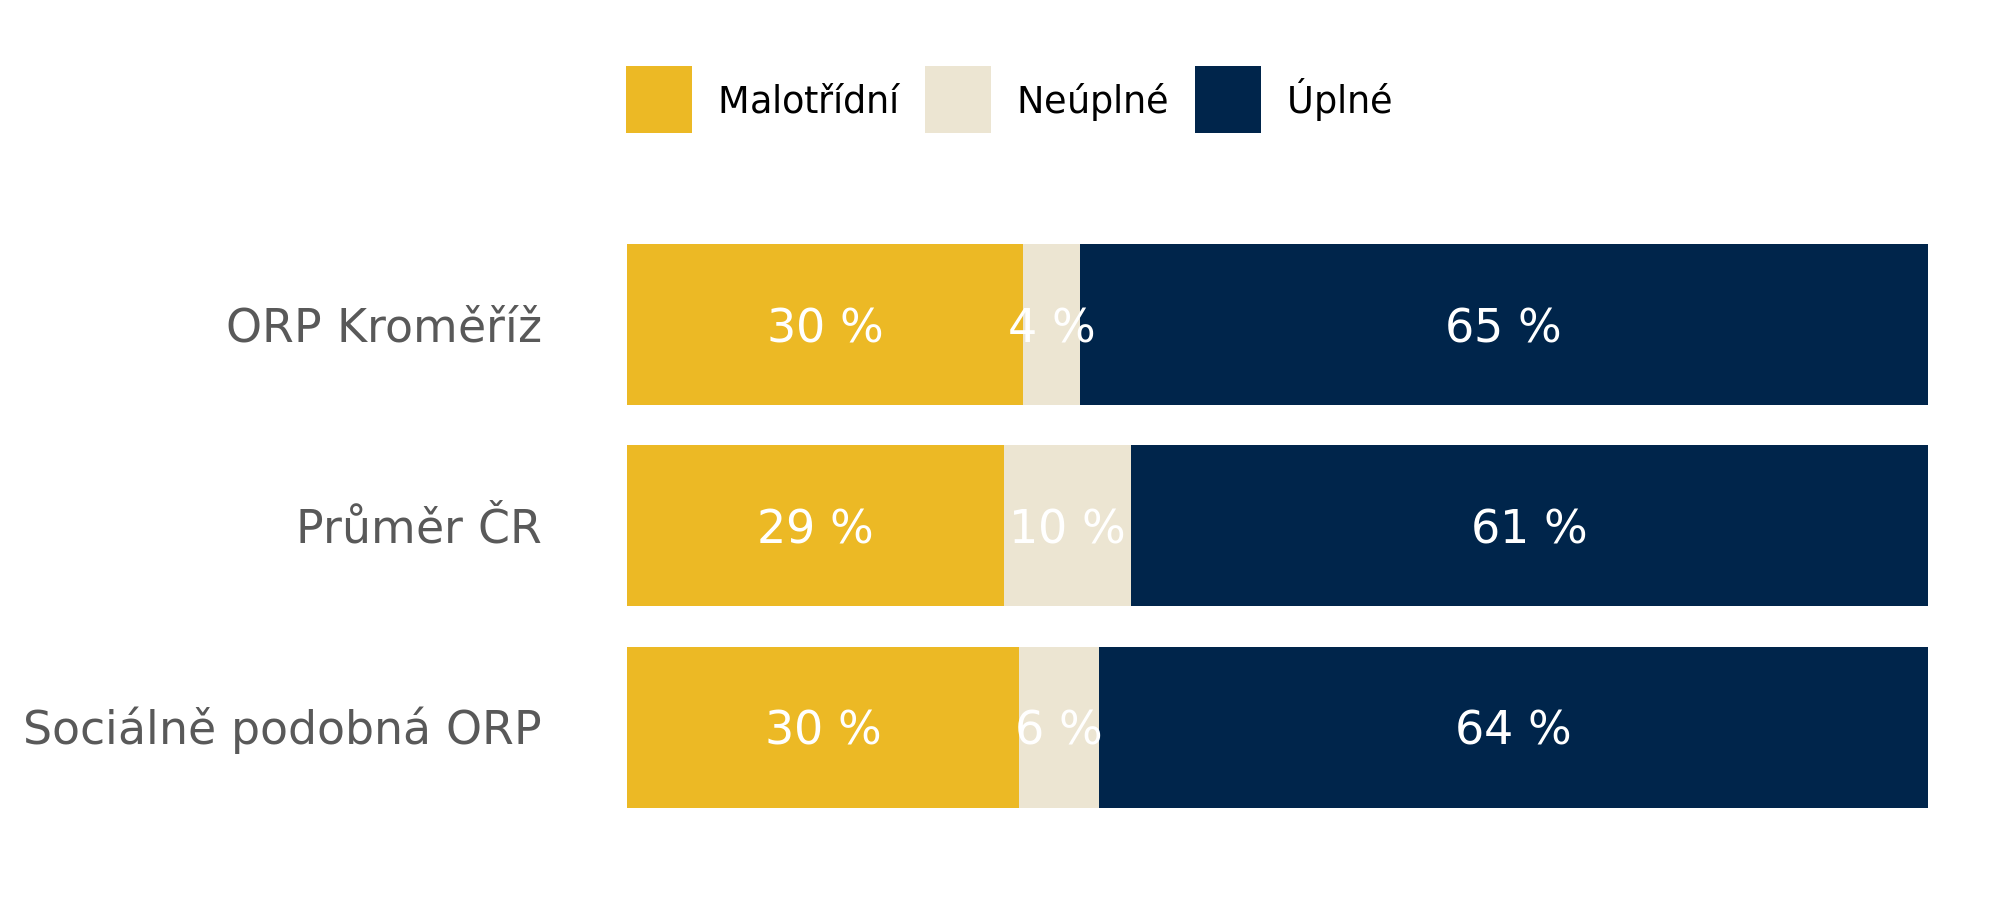 Malotřídní Neúplné Úplné
ORP Kroměříž 30 % 4 % 65 %
Průměr ČR 29 % 10 % 61 %
Sociálně podobná ORP 30 % 6 % 64 %